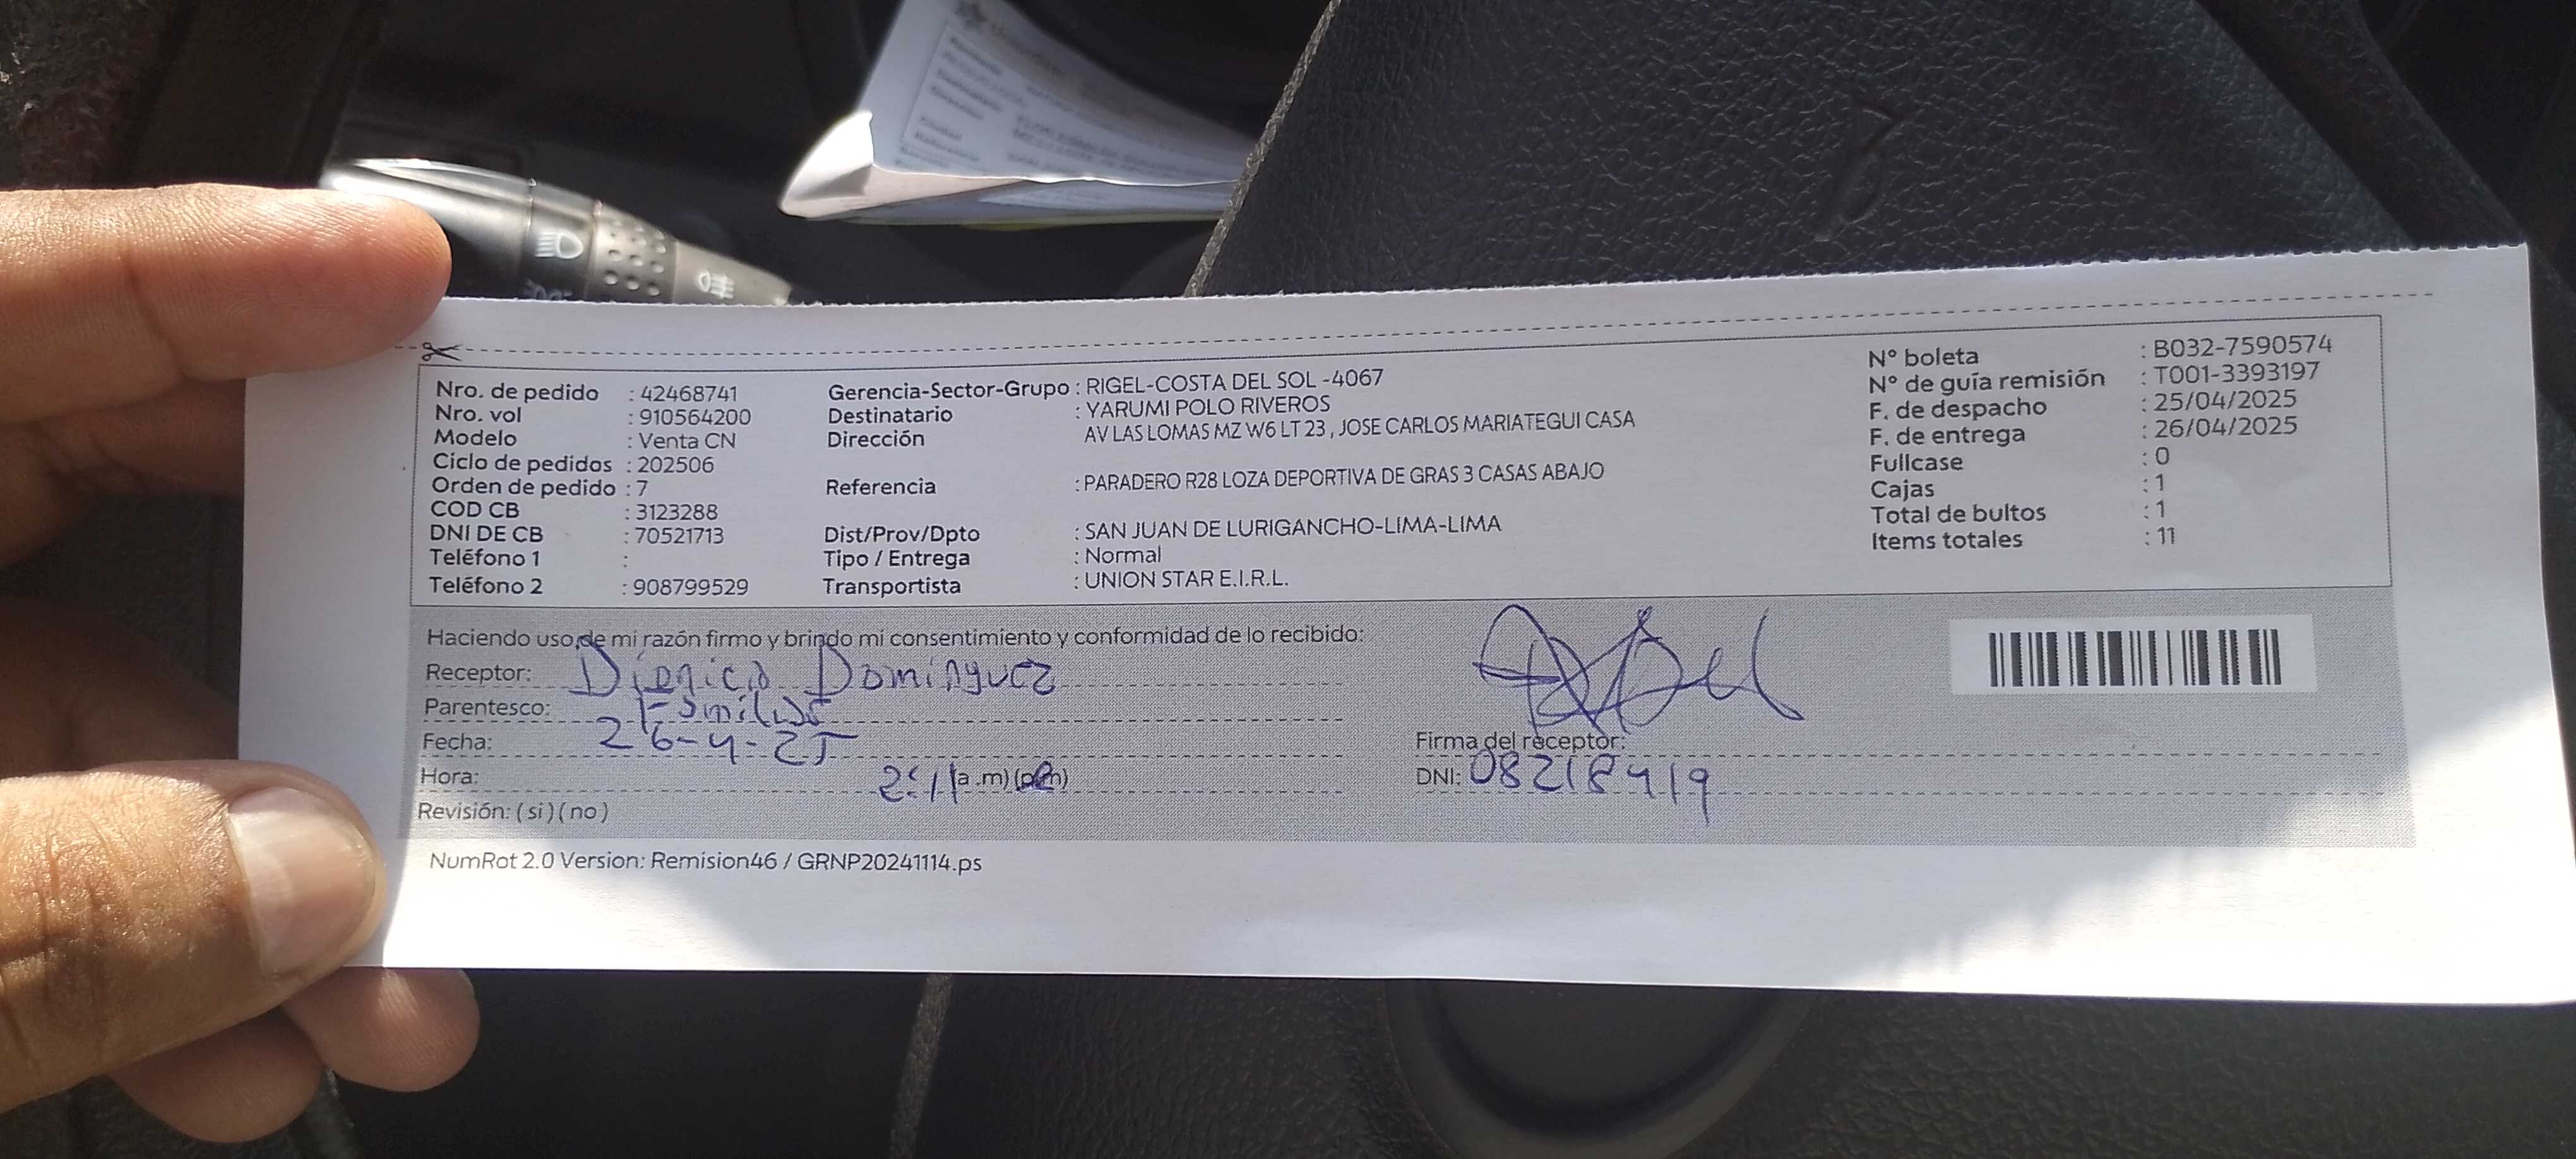 Nro. de pedido : 42468741
Nro. vol : 910564200
Modelo : Venta CN
Ciclo de pedidos : 202506
Orden de pedido : 7
COD CB : 3123288
DNI DE CB : 70521713
Teléfono 1 :
Teléfono 2 : 908799529
Gerencia-Sector-Grupo : RIGEL-COSTA DEL SOL -4067
Destinatario : YARUMI POLO RIVEROS
Dirección AV LAS LOMAS MZ W6 LT 23 , JOSE CARLOS MARIATEGUI CASA
Referencia : PARADERO R28 LOZA DEPORTIVA DE GRAS 3 CASAS ABAJO
Dist/Prov/Dpto : SAN JUAN DE LURIGANCHO-LIMA-LIMA
Tipo / Entrega : Normal
Transportista : UNION STAR E.I.R.L.
N° boleta : B032-7590574
N° de guía remisión : T001-3393197
F. de despacho : 25/04/2025
F. de entrega : 26/04/2025
Fullcase : 0
Cajas : 1
Total de bultos : 1
Items totales : 11
Haciendo uso de mi razón firmo y brindo mi consentimiento y conformidad de lo recibido:
Receptor: Dionicio Dominguez
Parentesco:
Fecha: 26-4-25
Hora: 2:11 (a.m) (p.m)
Revisión: ( si ) ( no )
Firma del receptor:
DNI: 08218419
NumRot 2.0 Version: Remision46 / GRNP20241114.ps